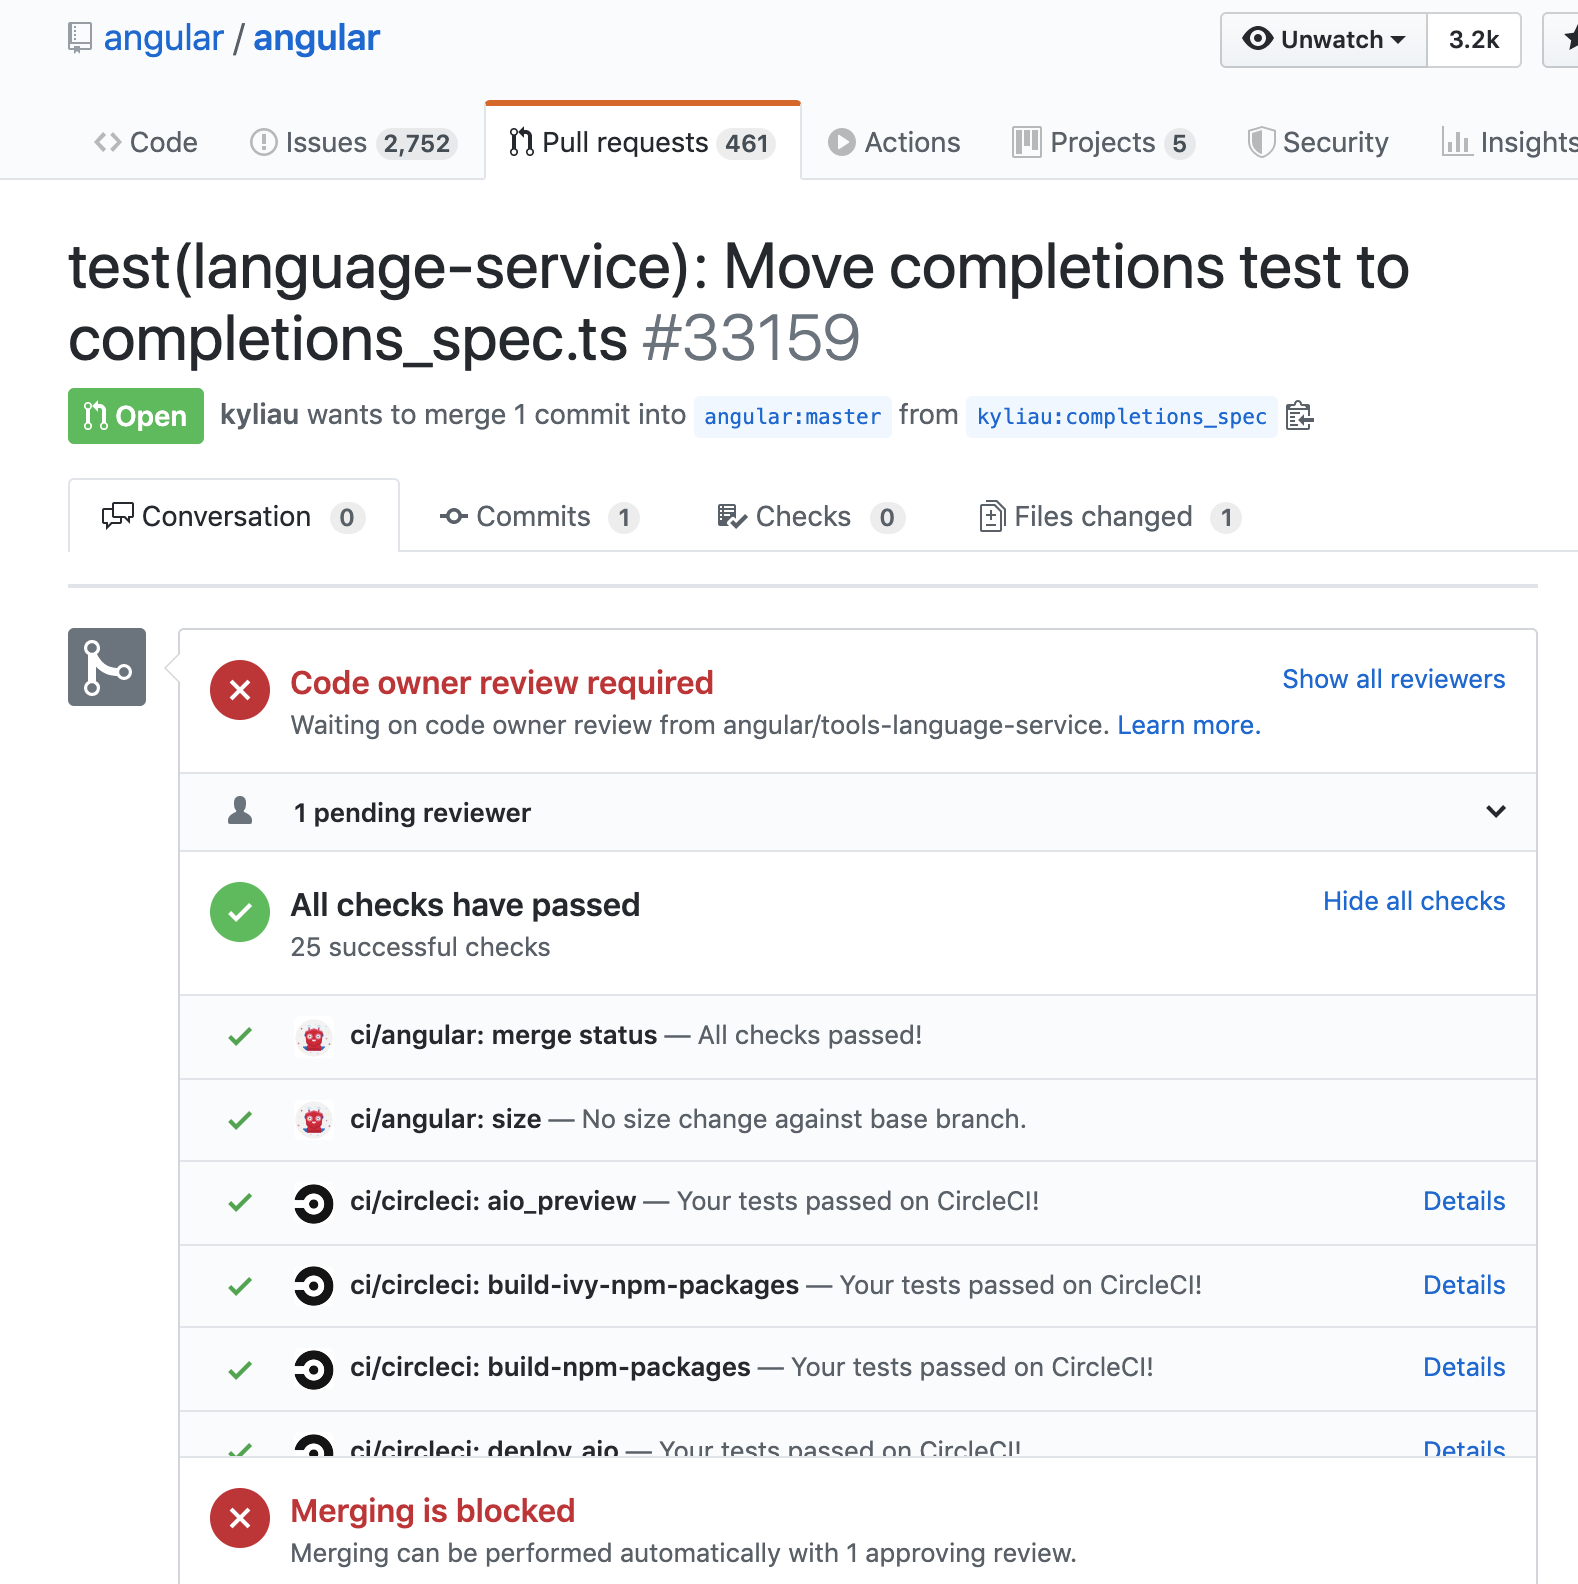 angular / angular
Unwatch 3.2k
Code Issues 2,752 Pull requests 461 Actions Projects 5 Security Insights
test(language-service): Move completions test to
completions_spec.ts #33159
Open kyliau wants to merge 1 commit into angular:master from kyliau:completions_spec
Conversation 0 Commits 1 Checks 0 Files changed 1
Code owner review required
Show all reviewers
Waiting on code owner review from angular/tools-language-service. Learn more.
1 pending reviewer
All checks have passed
Hide all checks
25 successful checks
ci/angular: merge status — All checks passed!
ci/angular: size — No size change against base branch.
ci/circleci: aio_preview — Your tests passed on CircleCI! Details
ci/circleci: build-ivy-npm-packages — Your tests passed on CircleCI! Details
ci/circleci: build-npm-packages — Your tests passed on CircleCI! Details
ci/circleci: deploy_aio — Your tests passed on CircleCI! Details
Merging is blocked
Merging can be performed automatically with 1 approving review.